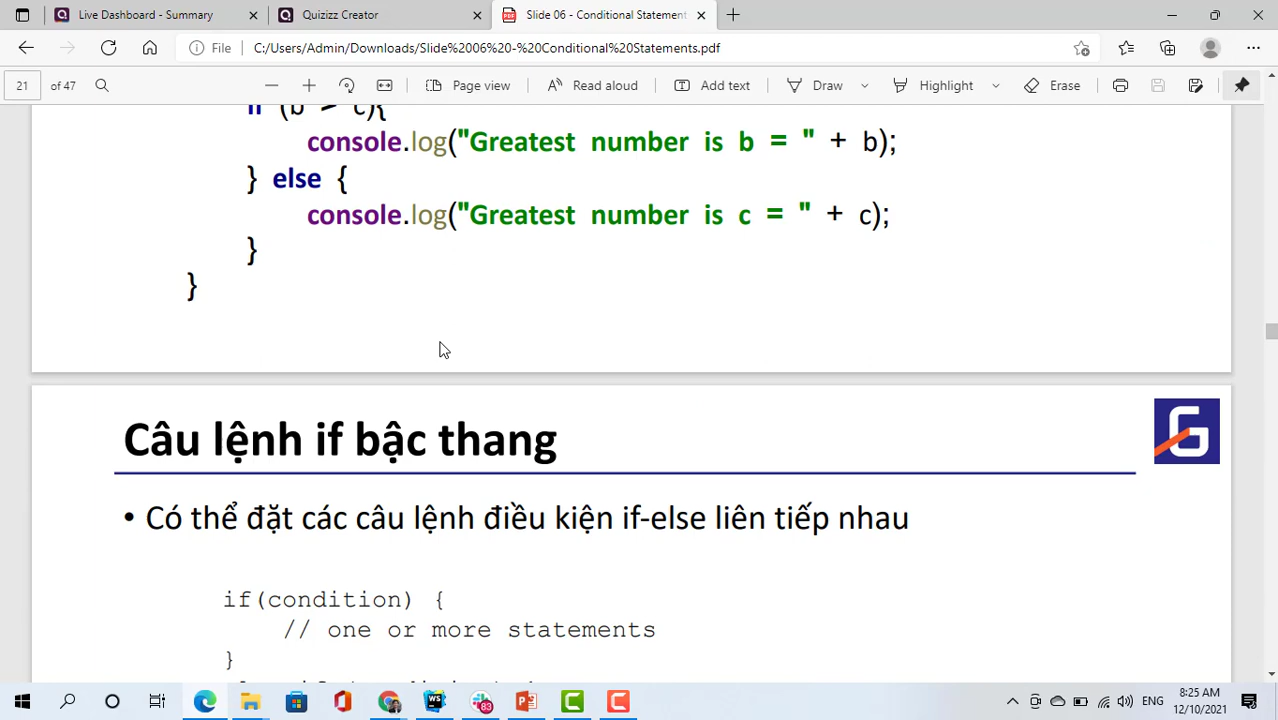 Live Dashboard - Summary
Quizizz Creator
Slide 06 - Conditional Statement
File
C:/Users/Admin/Downloads/Slide%2006%20-%20Conditional%20Statements.pdf
21 of 47
Page view
Read aloud
Add text
Draw
Highlight
Erase
if (b > c){
console.log("Greatest number is b = " + b);
} else {
console.log("Greatest number is c = " + c);
}
}
Câu lệnh if bậc thang
• Có thể đặt các câu lệnh điều kiện if-else liên tiếp nhau
if(condition) {
// one or more statements
}
ENG
8:25 AM
12/10/2021
83
WS